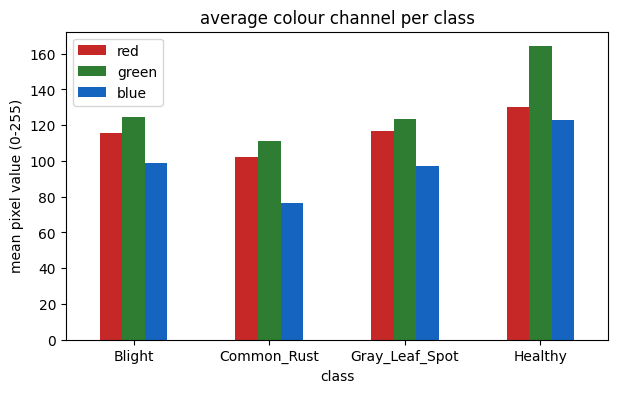 average colour channel per class
red
green
blue
mean pixel value (0-255)
160
140
120
100
80
60
40
20
0
Blight Common_Rust Gray_Leaf_Spot Healthy
class